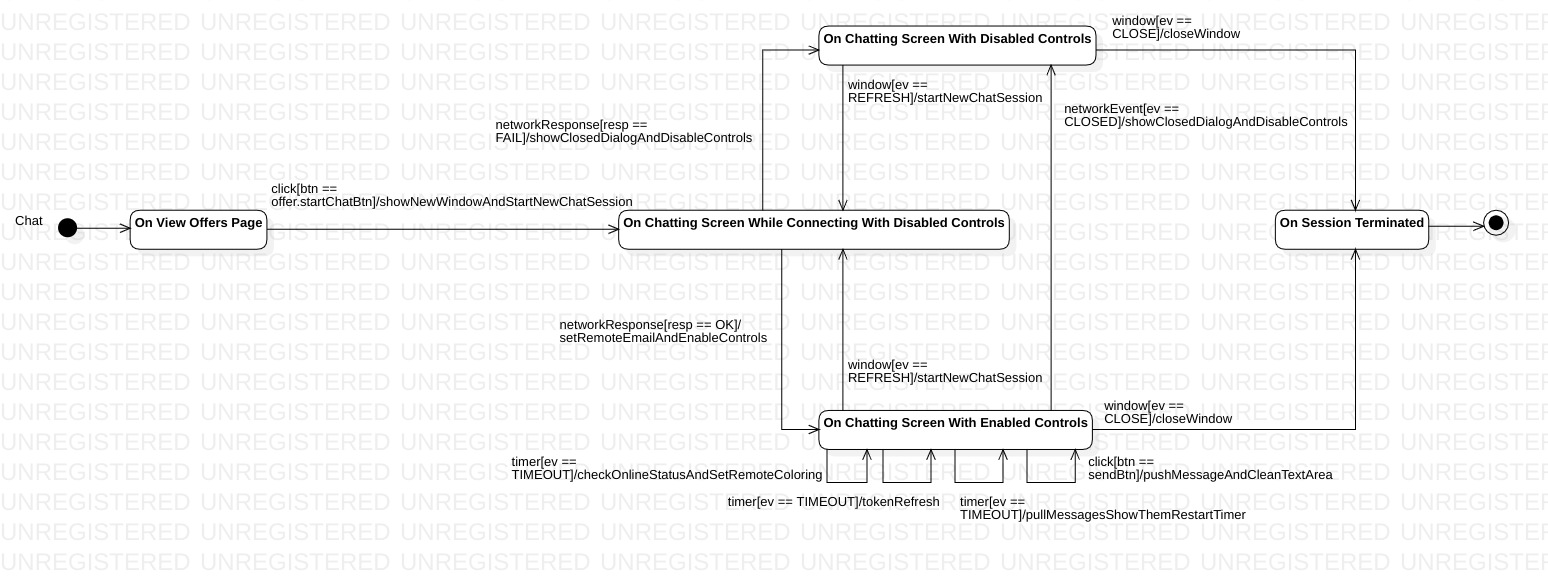 On Chatting Screen With Disabled Controls
window[ev ==
CLOSE]/closeWindow
window[ev ==
REFRESH]/startNewChatSession
networkEvent[ev ==
CLOSED]/showClosedDialogAndDisableControls
networkResponse[resp ==
FAIL]/showClosedDialogAndDisableControls
Chat
On View Offers Page
click[btn ==
offer.startChatBtn]/showNewWindowAndStartNewChatSession
On Chatting Screen While Connecting With Disabled Controls
On Session Terminated
networkResponse[resp == OK]/
setRemoteEmailAndEnableControls
window[ev ==
REFRESH]/startNewChatSession
On Chatting Screen With Enabled Controls
window[ev ==
CLOSE]/closeWindow
timer[ev ==
TIMEOUT]/checkOnlineStatusAndSetRemoteColoring
timer[ev == TIMEOUT]/tokenRefresh
timer[ev ==
TIMEOUT]/pullMessagesShowThemRestartTimer
click[btn ==
sendBtn]/pushMessageAndCleanTextArea
UNREGISTERED UNREGISTERED UNREGISTERED UNREGISTERED UNREGISTERED UNREGISTERED UNREGISTERED UNREGISTERED